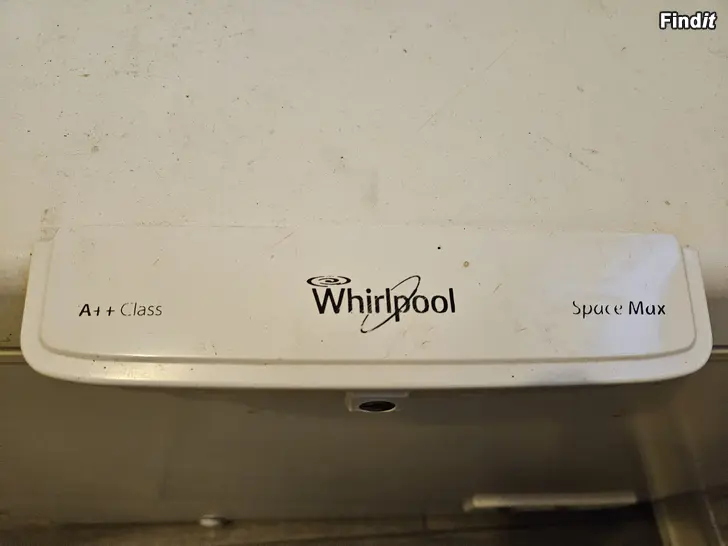 Findit
A++ Class
Whirlpool
Space Max